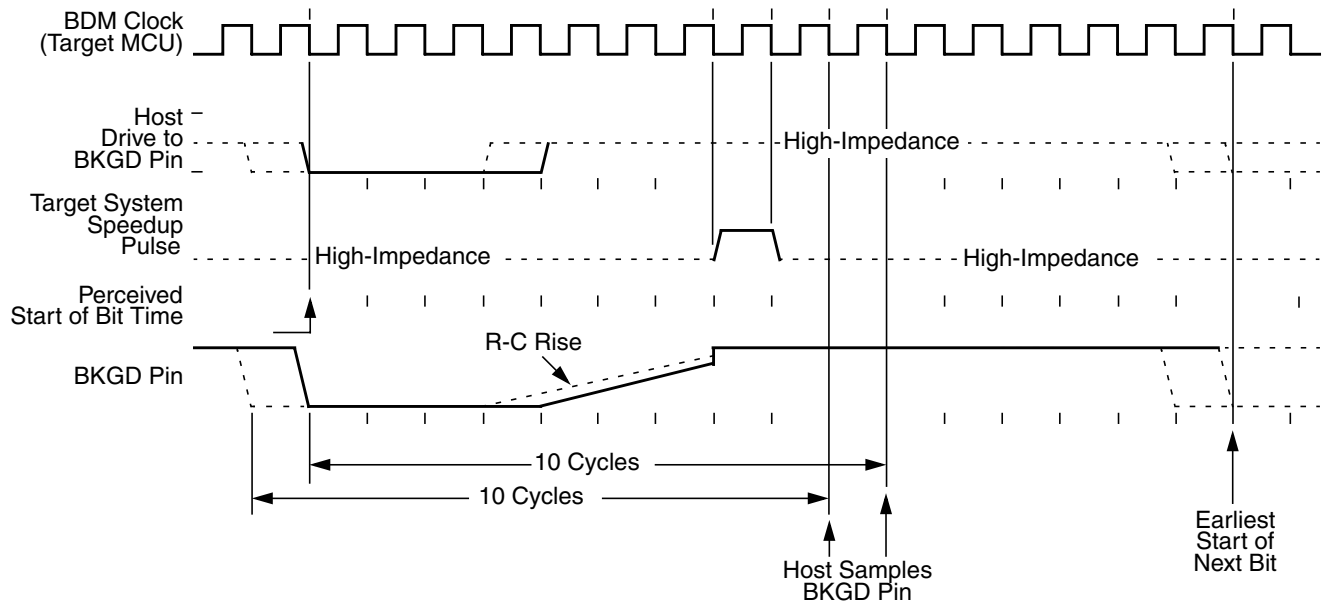 BDM Clock
(Target MCU)
Host
Drive to
BKGD Pin
High-Impedance
Target System
Speedup
Pulse
High-Impedance
High-Impedance
Perceived
Start of Bit Time
R-C Rise
BKGD Pin
10 Cycles
10 Cycles
Earliest
Start of
Next Bit
Host Samples
BKGD Pin